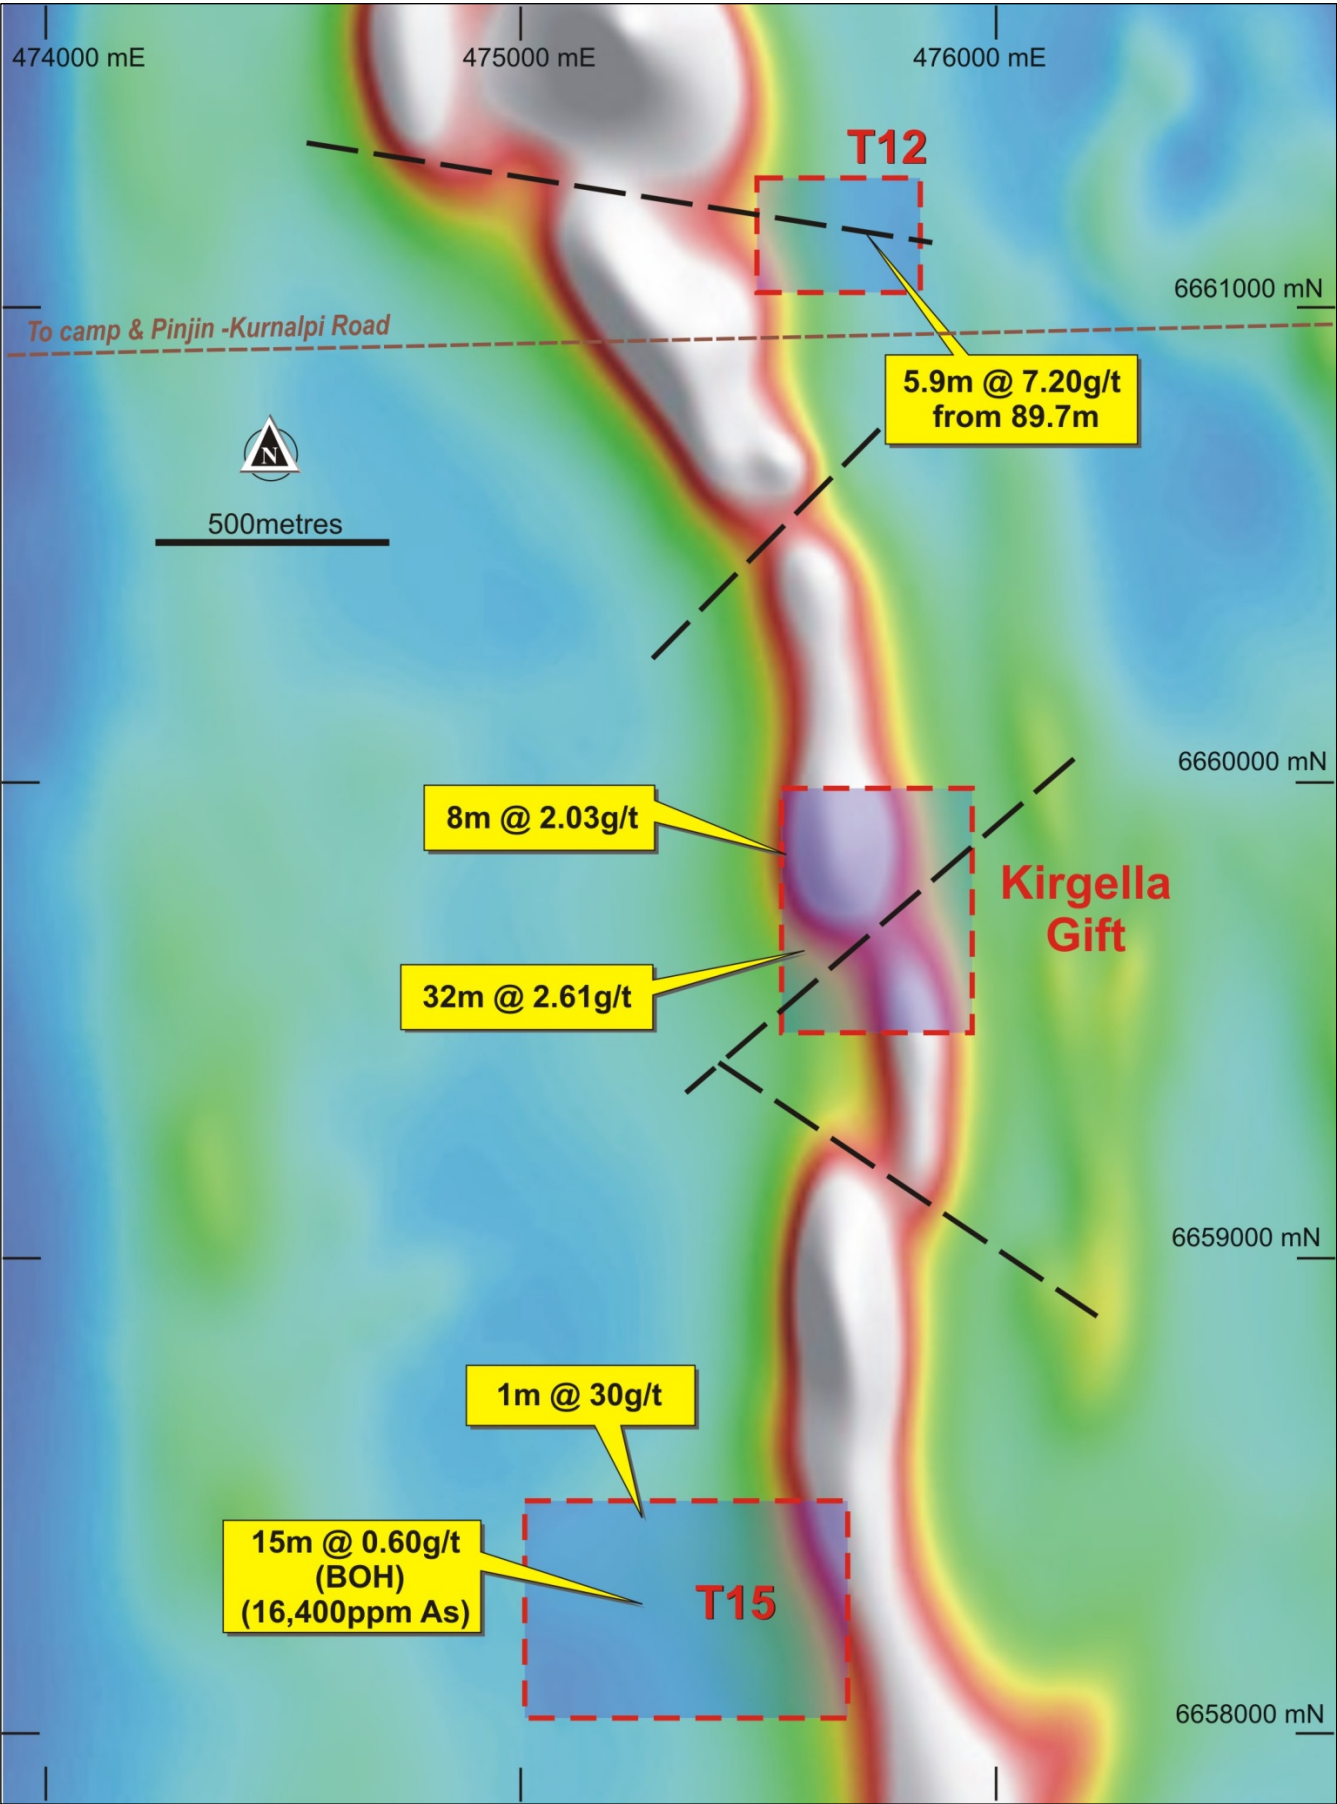 474000 mE
475000 mE
476000 mE
T12
6661000 mN
To camp & Pinjin -Kurnalpi Road
5.9m @ 7.20g/t
from 89.7m
N
500metres
6660000 mN
8m @ 2.03g/t
Kirgella
Gift
32m @ 2.61g/t
6659000 mN
1m @ 30g/t
15m @ 0.60g/t
(BOH)
(16,400ppm As)
T15
6658000 mN